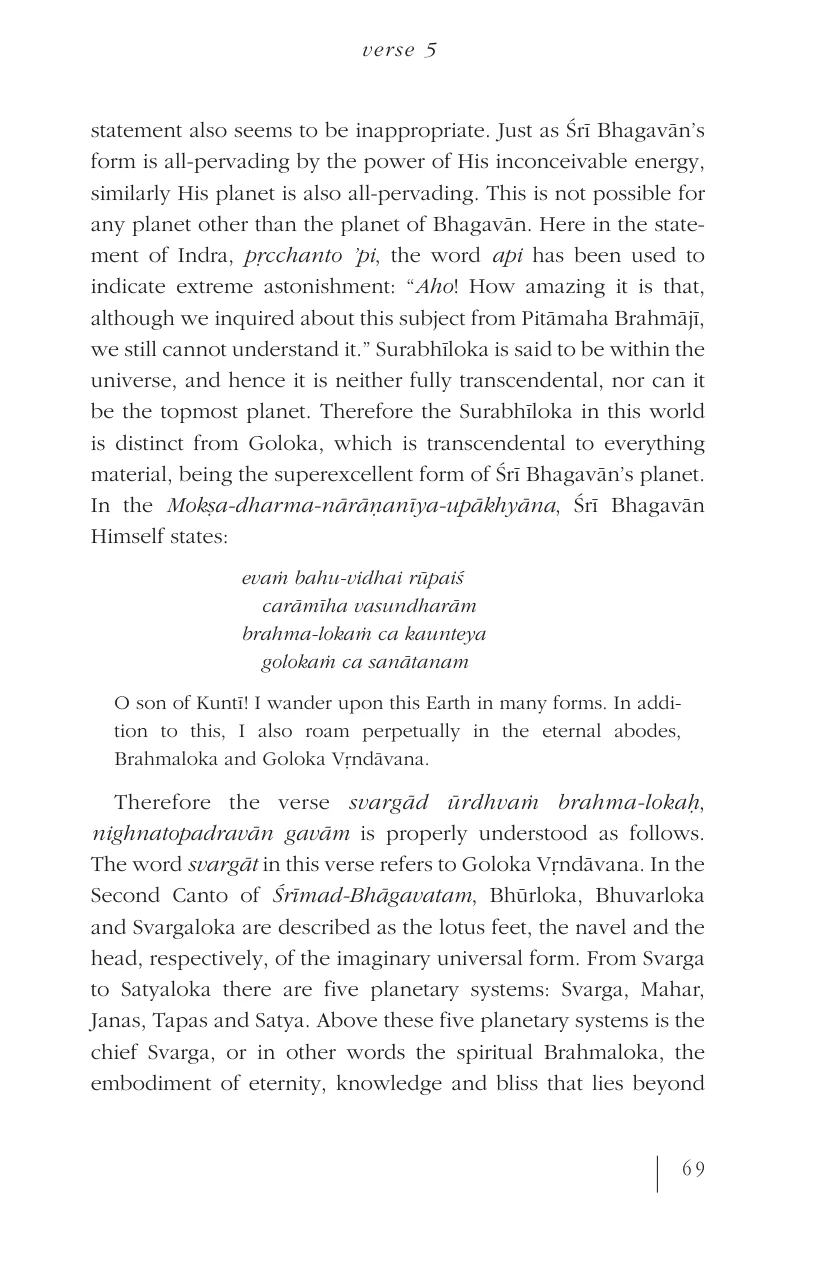 verse 5
statement also seems to be inappropriate. Just as Śrī Bhagavān’s
form is all-pervading by the power of His inconceivable energy,
similarly His planet is also all-pervading. This is not possible for
any planet other than the planet of Bhagavān. Here in the state-
ment of Indra, pṛcchanto ’pi, the word api has been used to
indicate extreme astonishment: “Aho! How amazing it is that,
although we inquired about this subject from Pitāmaha Brahmājī,
we still cannot understand it.” Surabhīloka is said to be within the
universe, and hence it is neither fully transcendental, nor can it
be the topmost planet. Therefore the Surabhīloka in this world
is distinct from Goloka, which is transcendental to everything
material, being the superexcellent form of Śrī Bhagavān’s planet.
In the Mokṣa-dharma-nārāṇanīya-upākhyāna, Śrī Bhagavān
Himself states:
evaṁ bahu-vidhai rūpaiś
carāmīha vasundharām
brahma-lokaṁ ca kaunteya
golokaṁ ca sanātanam
O son of Kuntī! I wander upon this Earth in many forms. In addi-
tion to this, I also roam perpetually in the eternal abodes,
Brahmaloka and Goloka Vṛndāvana.
Therefore the verse svargād ūrdhvaṁ brahma-lokaḥ,
nighnatopadravān gavām is properly understood as follows.
The word svargāt in this verse refers to Goloka Vṛndāvana. In the
Second Canto of Śrīmad-Bhāgavatam, Bhūrloka, Bhuvarloka
and Svargaloka are described as the lotus feet, the navel and the
head, respectively, of the imaginary universal form. From Svarga
to Satyaloka there are five planetary systems: Svarga, Mahar,
Janas, Tapas and Satya. Above these five planetary systems is the
chief Svarga, or in other words the spiritual Brahmaloka, the
embodiment of eternity, knowledge and bliss that lies beyond
69